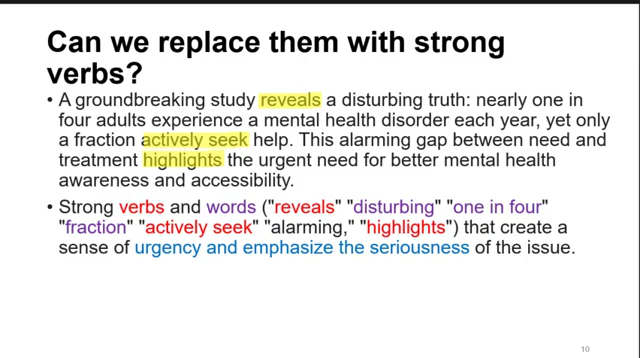 Can we replace them with strong
verbs?
• A groundbreaking study reveals a disturbing truth: nearly one in
four adults experience a mental health disorder each year, yet only
a fraction actively seek help. This alarming gap between need and
treatment highlights the urgent need for better mental health
awareness and accessibility.
• Strong verbs and words ("reveals" "disturbing" "one in four"
"fraction" "actively seek" "alarming," "highlights") that create a
sense of urgency and emphasize the seriousness of the issue.
10